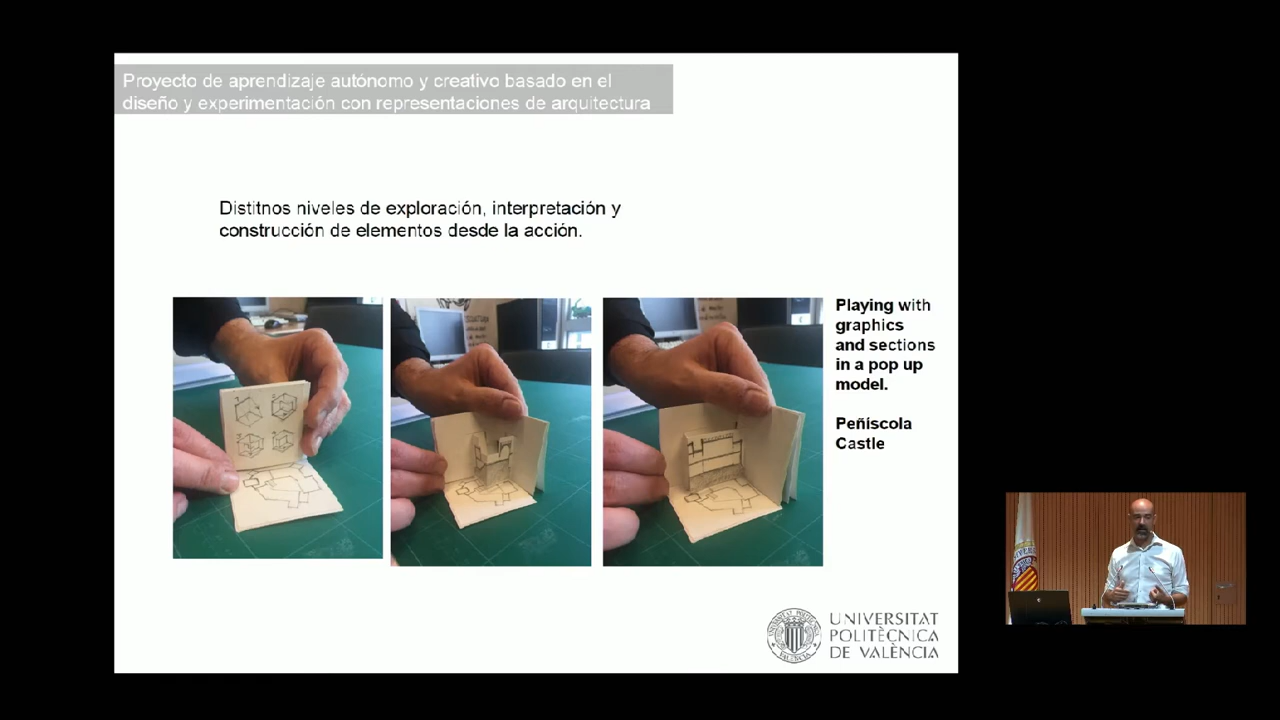 Proyecto de aprendizaje autónomo y creativo basado en el
diseño y experimentación con representaciones de arquitectura
Distitnos niveles de exploración, interpretación y
construcción de elementos desde la acción.
Playing with
graphics
and sections
in a pop up
model.
Peñíscola
Castle
UNIVERSITAT
POLITÈCNICA
DE VALÈNCIA